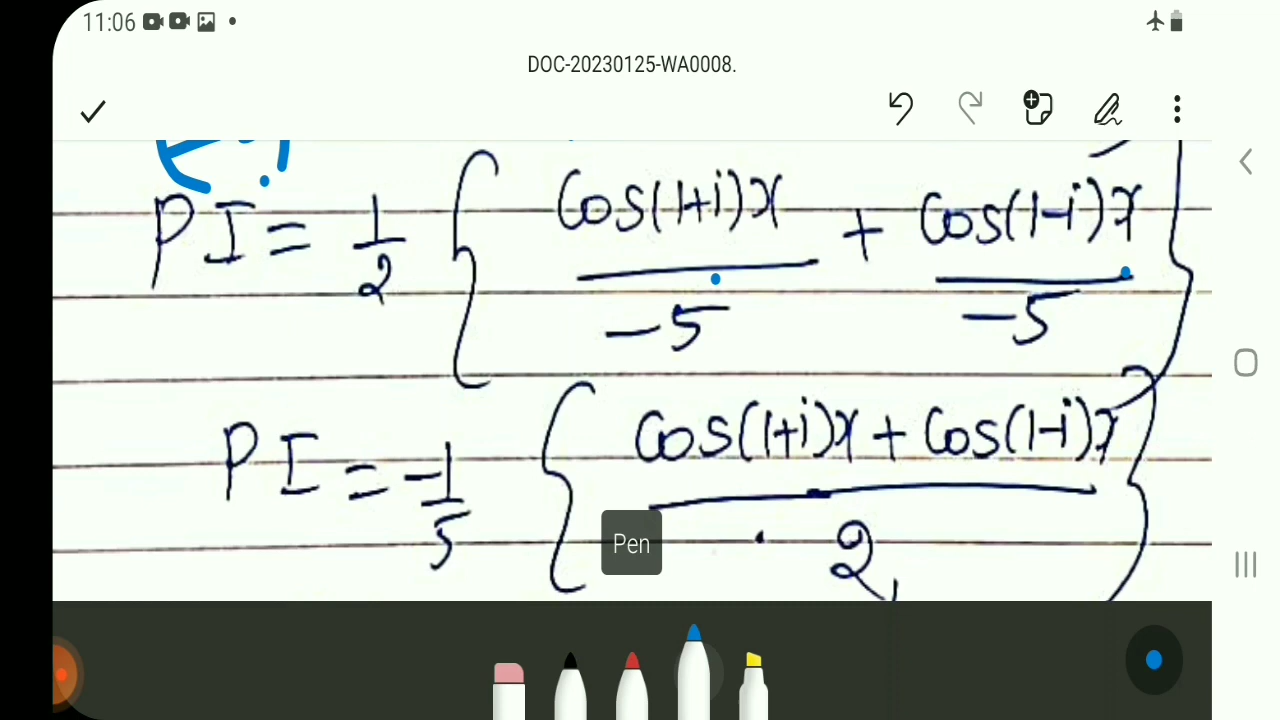 11:06
DOC-20230125-WA0008.
PI = 1/2 { cos(1+i)x / -5 + cos(1-i)x / -5 }
PI = -1/5 { cos(1+i)x + cos(1-i)x / 2 }
Pen